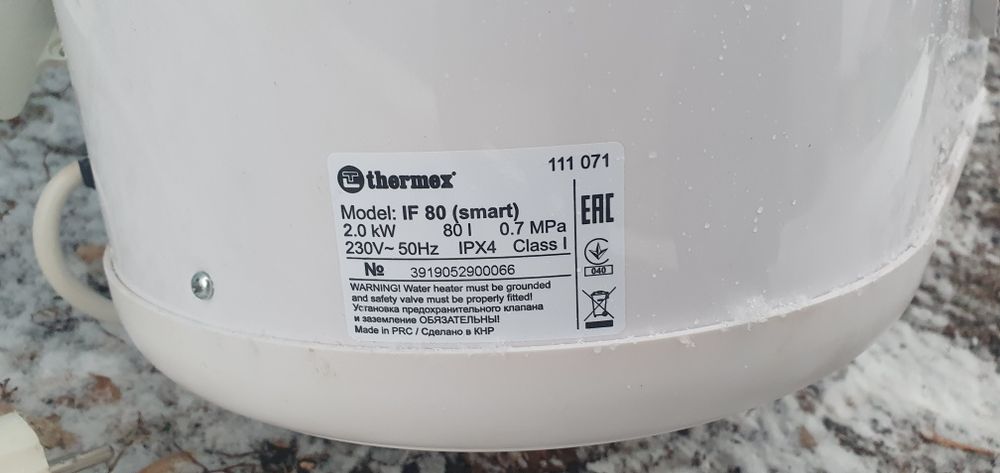 thermex
111 071
Model: IF 80 (smart)
2.0 kW 80 l 0.7 MPa
230V~ 50Hz IPX4 Class I
№ 3919052900066
WARNING! Water heater must be grounded
and safety valve must be properly fitted!
Установка предохранительного клапана
и заземление ОБЯЗАТЕЛЬНЫ!
Made in PRC / Сделано в КНР
EAC
040